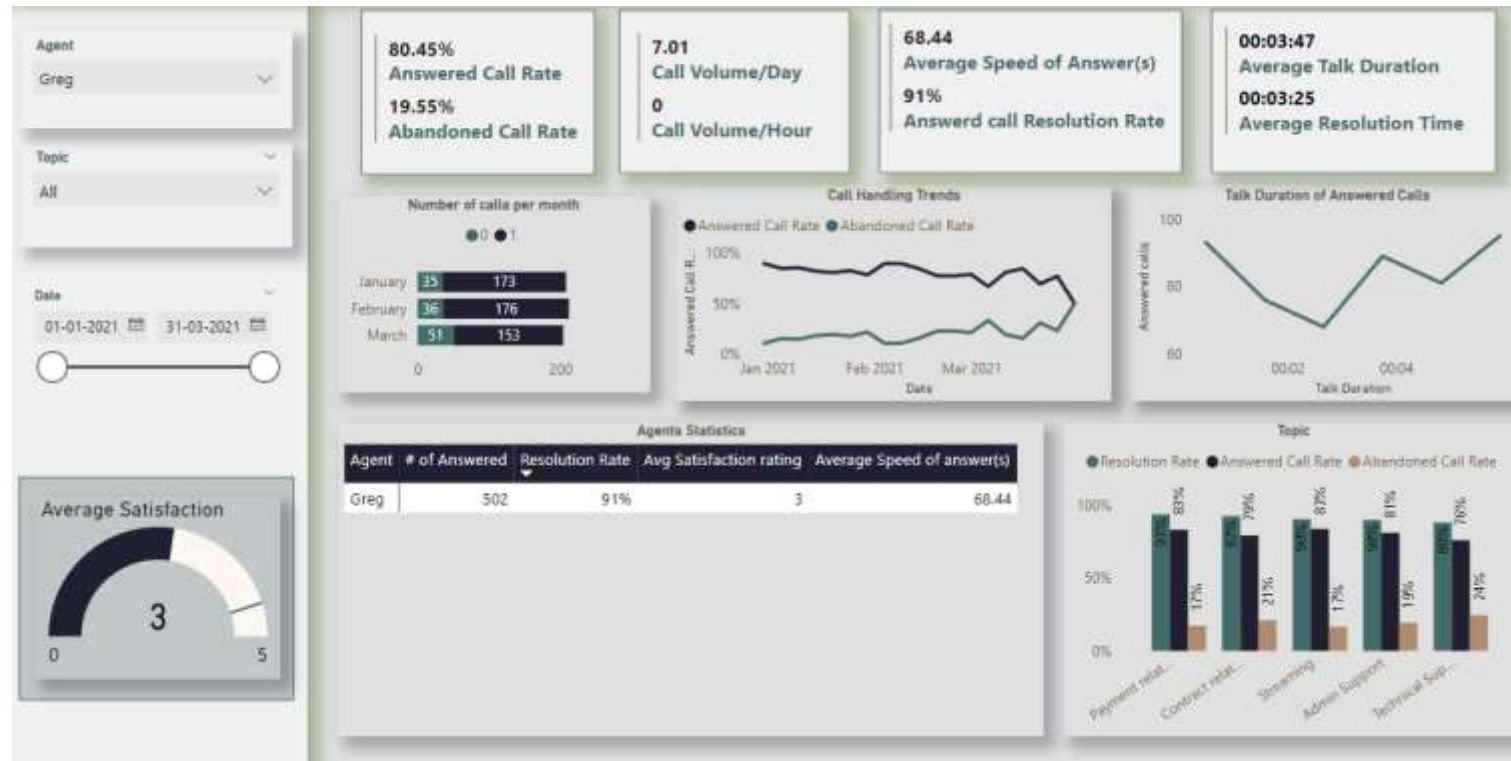 Agent
Greg
Topic
All
Date
01-01-2021 31-03-2021
Average Satisfaction
3
0 5
80.45%
Answered Call Rate
19.55%
Abandoned Call Rate
7.01
Call Volume/Day
0
Call Volume/Hour
68.44
Average Speed of Answer(s)
91%
Answerd call Resolution Rate
00:03:47
Average Talk Duration
00:03:25
Average Resolution Time
Number of calls per month
0 1
January 35 173
February 36 176
March 51 153
0 200
Call Handling Trends
Answered Call Rate Abandoned Call Rate
Answered Call R...
100%
50%
0%
Jan 2021 Feb 2021 Mar 2021
Date
Talk Duration of Answered Calls
Answered calls
100
80
60
00:02 00:04
Talk Duration
Agents Statistics
Agent # of Answered Resolution Rate Avg Satisfaction rating Average Speed of answer(s)
Greg 502 91% 3 68.44
Topic
Resolution Rate Answered Call Rate Abandoned Call Rate
100%
50%
0%
83% 17%
79% 21%
17%
81% 19%
76% 24%
Payment relat...
Contract relat...
Streaming
Admin Support
Technical Sup...